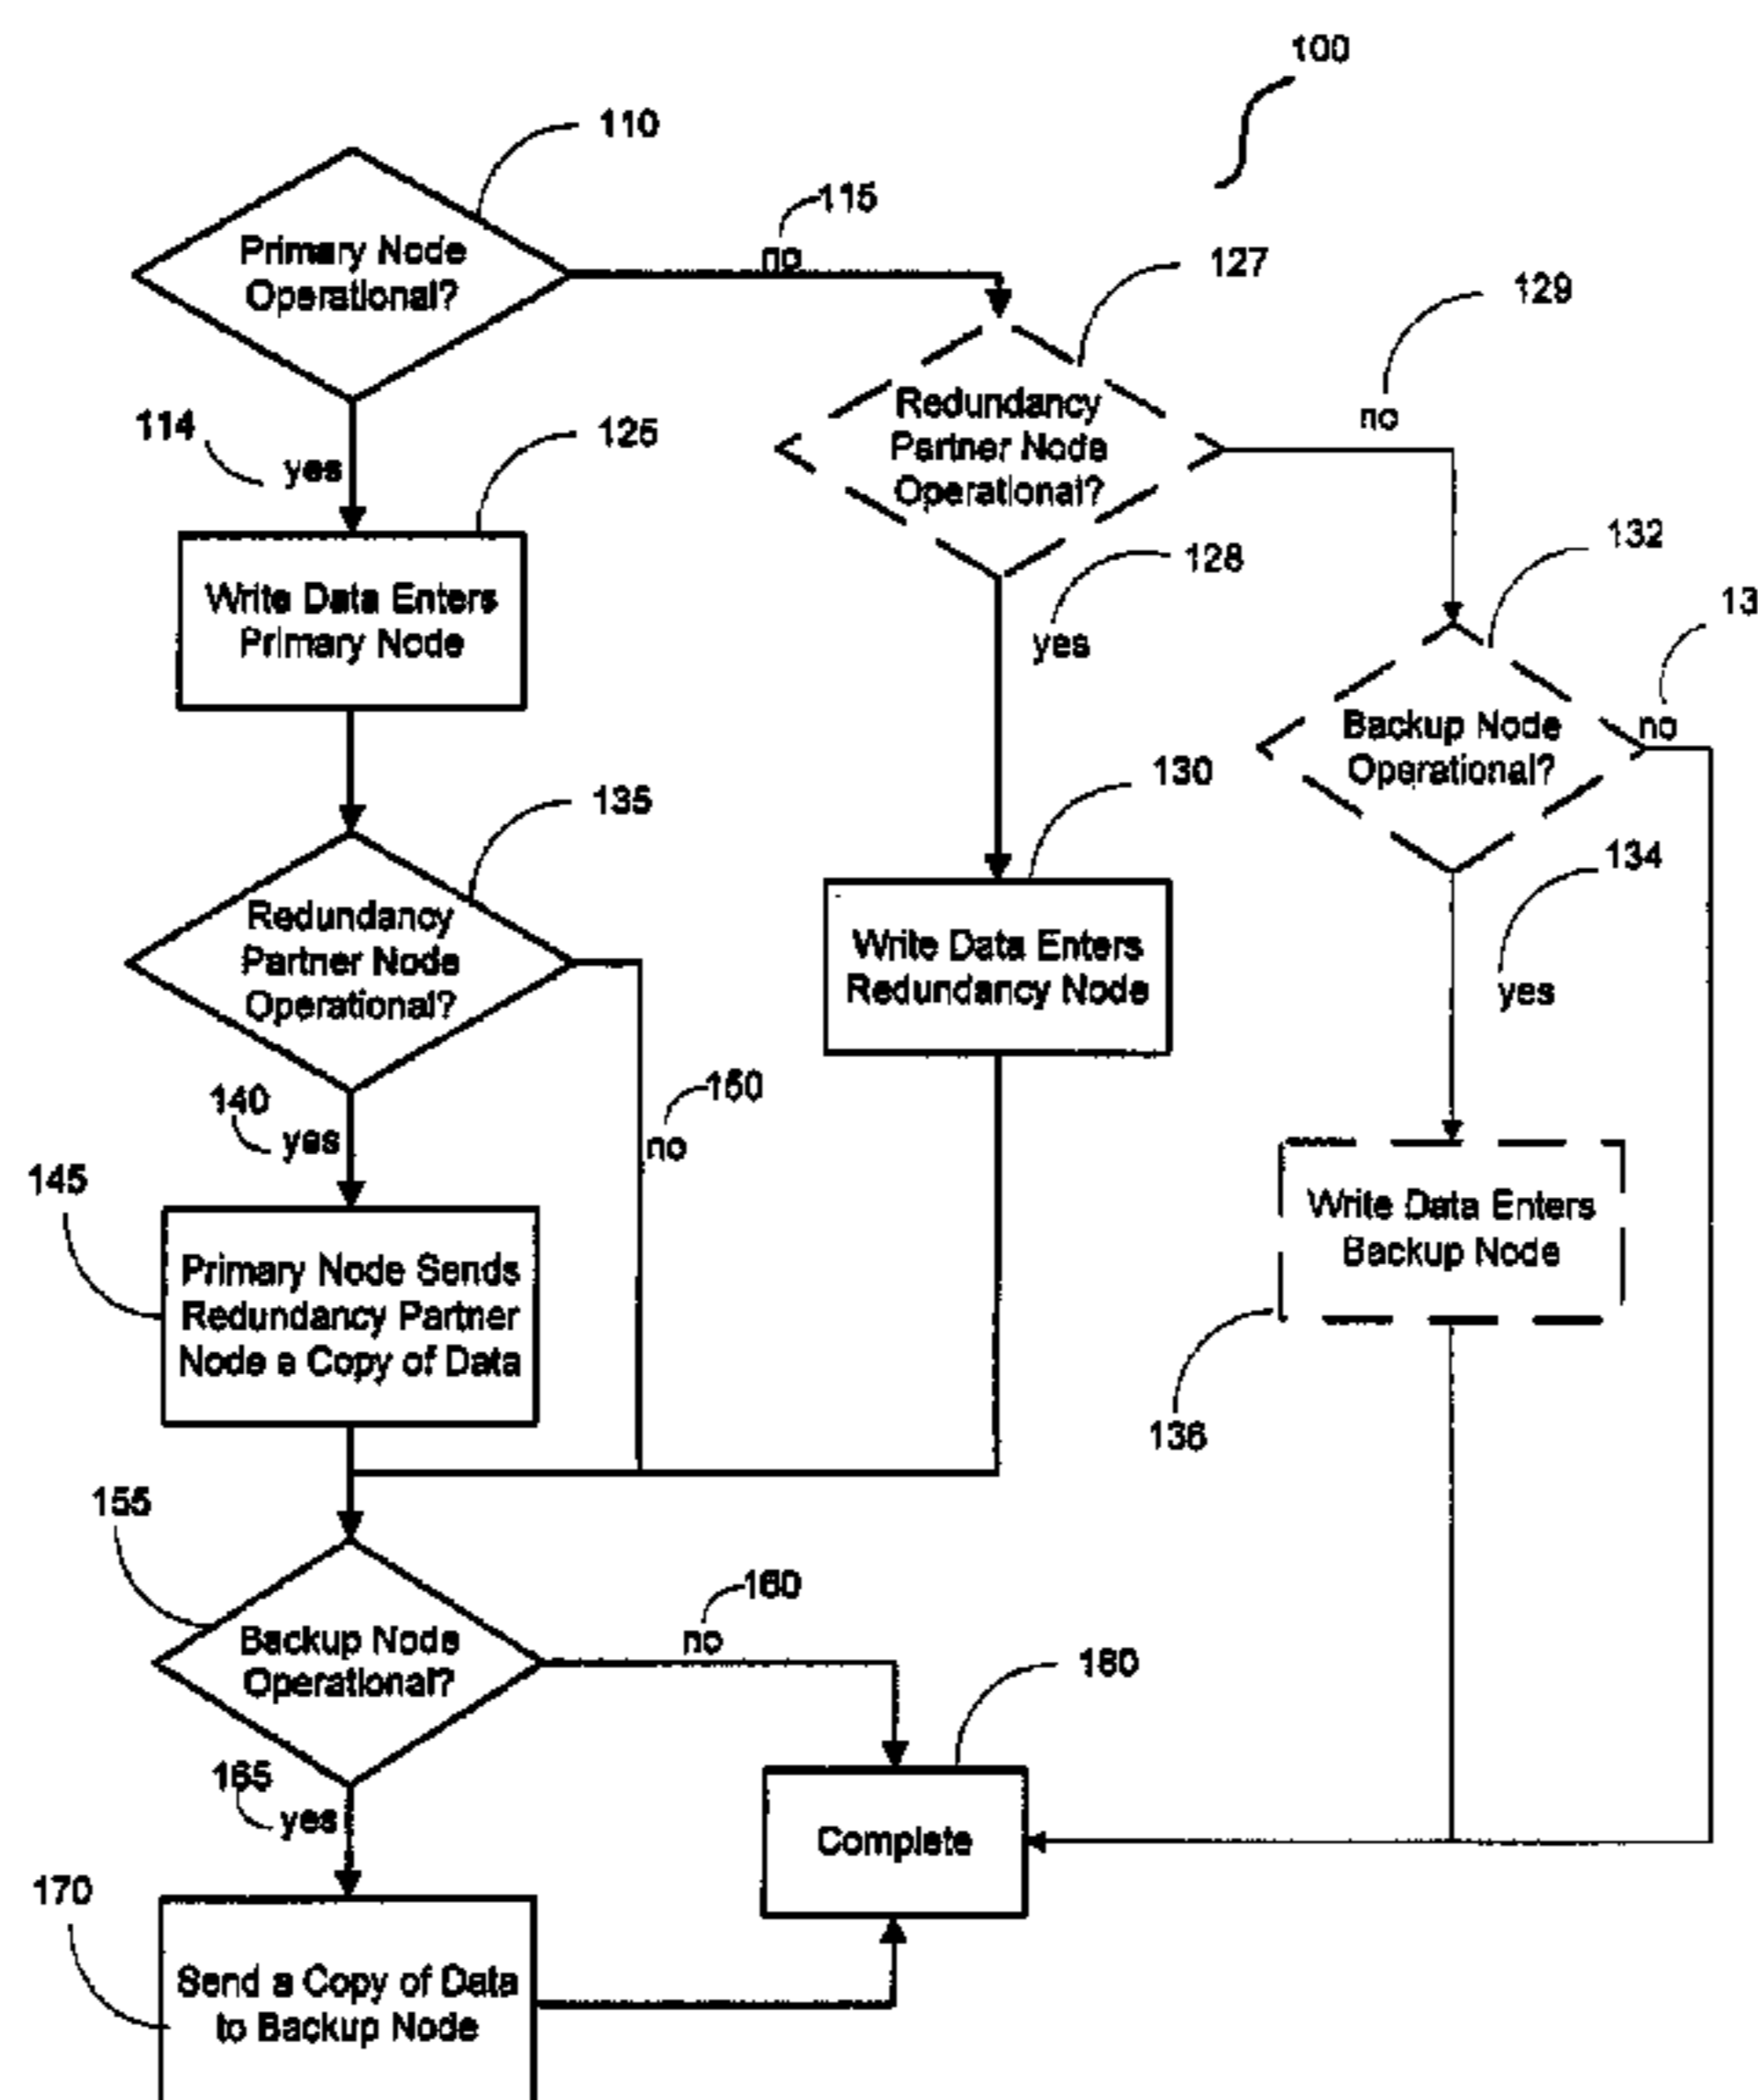 100
110
Primary Node
Operational?
115
no
127
129
no
Redundancy
Partner Node
Operational?
114
yes
125
128
yes
132
13
Write Data Enters
Primary Node
Backup Node
Operational?
no
130
134
yes
135
Redundancy
Partner Node
Operational?
Write Data Enters
Redundancy Node
140
yes
150
no
145
Primary Node Sends
Redundancy Partner
Node a Copy of Data
Write Data Enters
Backup Node
136
155
Backup Node
Operational?
160
no
180
165
yes
Complete
170
Send a Copy of Data
to Backup Node